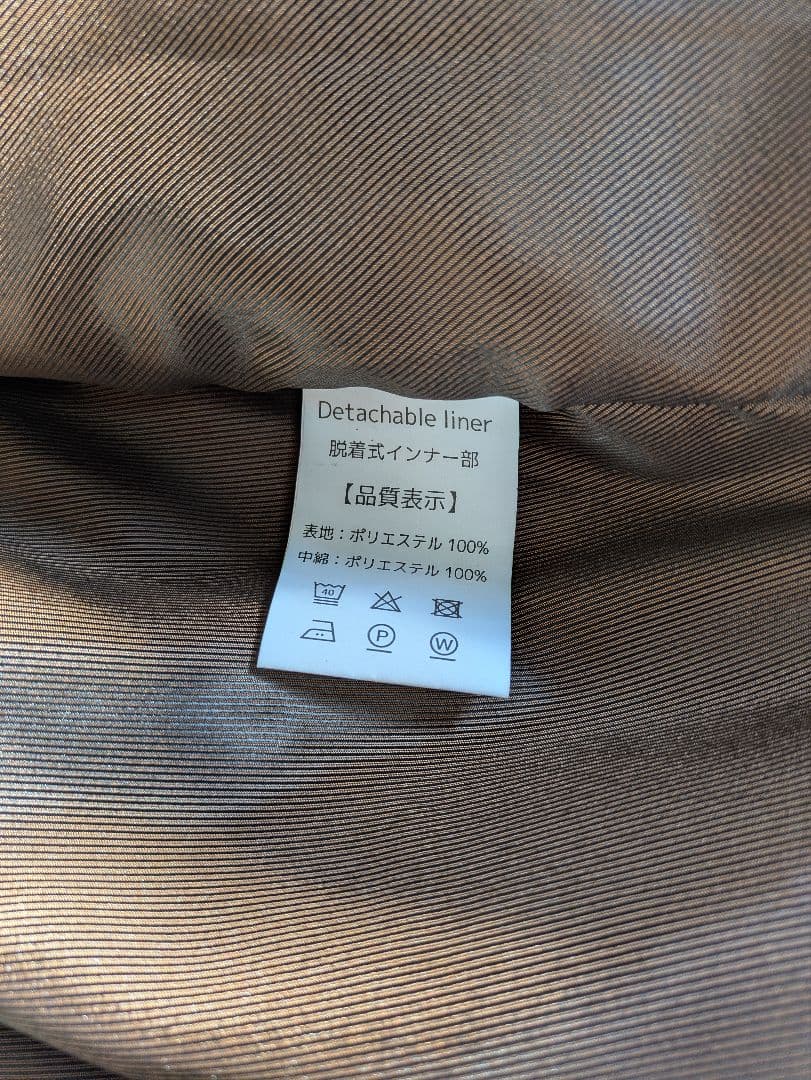 Detachable liner
脱着式インナー部
【品質表示】
表地：ポリエステル 100%
中綿：ポリエステル 100%
40
P
W